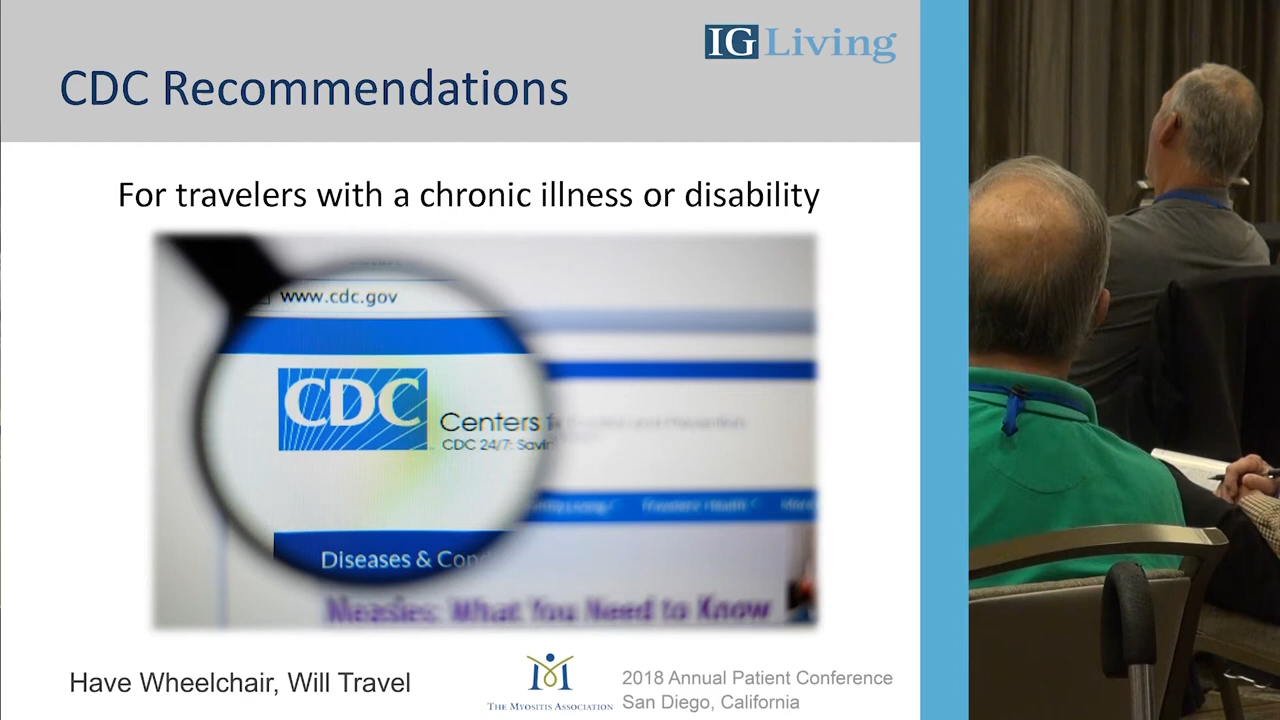 IG Living
CDC Recommendations
For travelers with a chronic illness or disability
www.cdc.gov
CDC
Centers
CDC 24/7:
Diseases &
Measles: What You Need to Know
Have Wheelchair, Will Travel
THE MYOSITIS ASSOCIATION
2018 Annual Patient Conference
San Diego, California